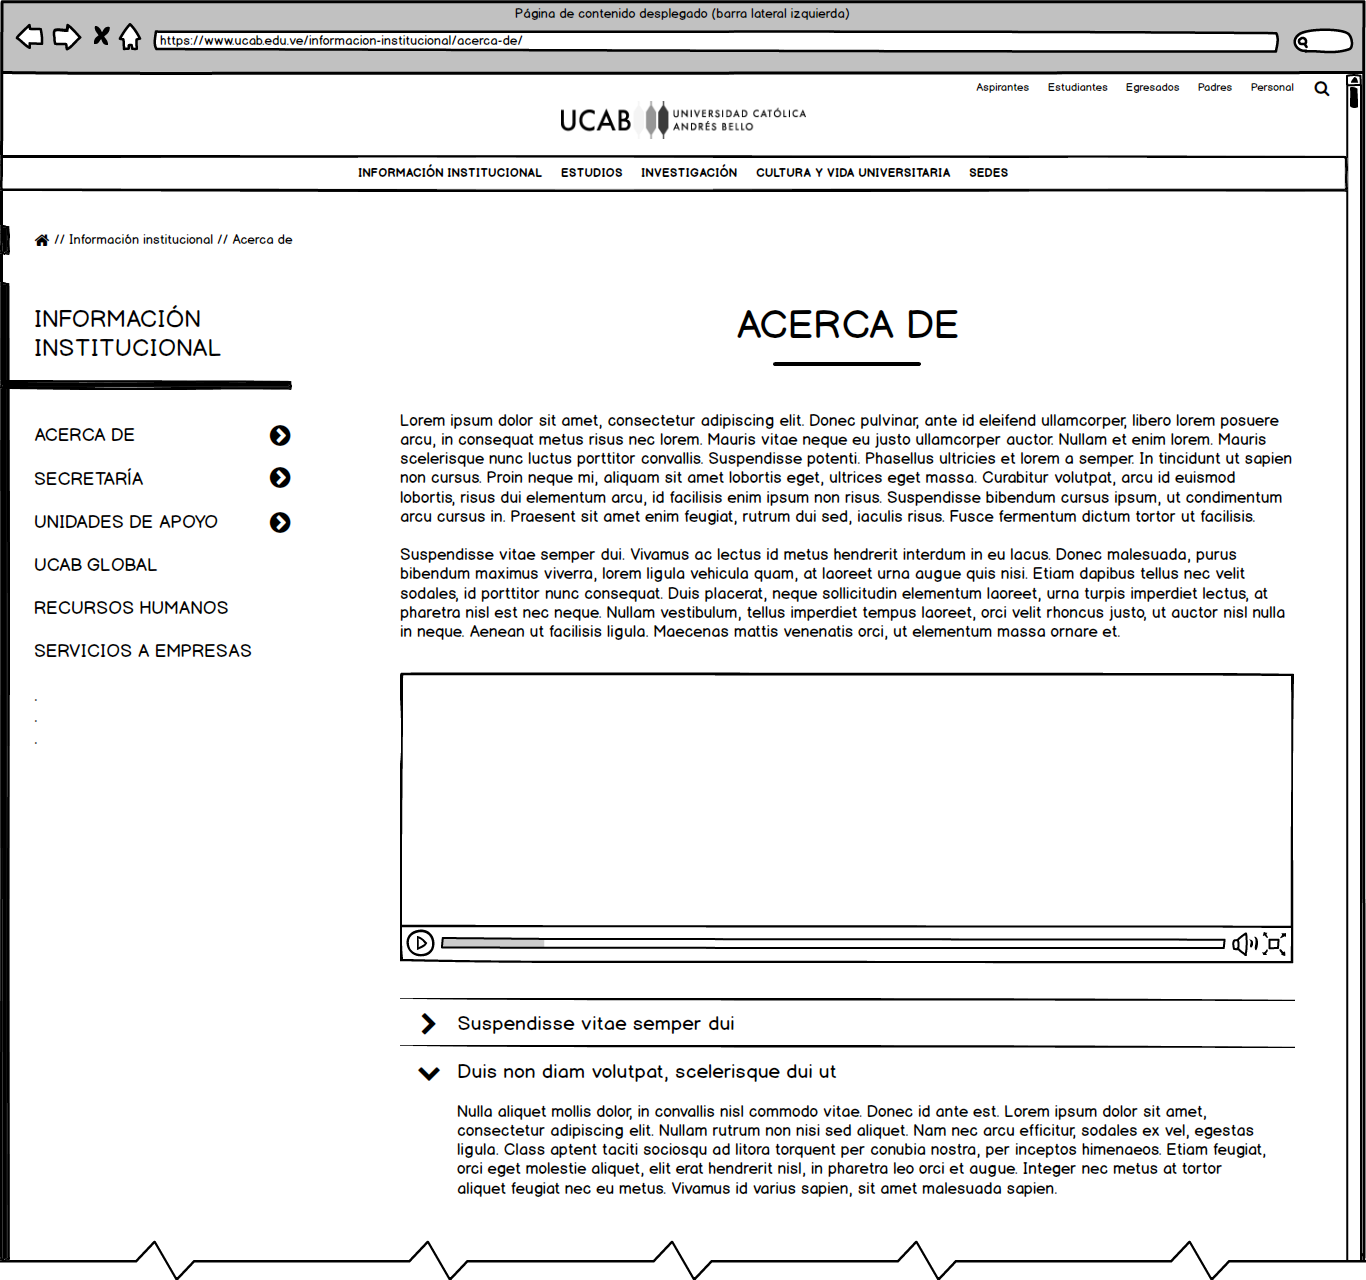 Página de contenido desplegado (barra lateral izquierda)
https://www.ucab.edu.ve/informacion-institucional/acerca-de/
Aspirantes Estudiantes Egresados Padres Personal
UCAB UNIVERSIDAD CATÓLICA
ANDRÉS BELLO
INFORMACIÓN INSTITUCIONAL ESTUDIOS INVESTIGACIÓN CULTURA Y VIDA UNIVERSITARIA SEDES
// Información institucional // Acerca de
INFORMACIÓN
INSTITUCIONAL
ACERCA DE
SECRETARÍA
UNIDADES DE APOYO
UCAB GLOBAL
RECURSOS HUMANOS
SERVICIOS A EMPRESAS
.
.
.
ACERCA DE
Lorem ipsum dolor sit amet, consectetur adipiscing elit. Donec pulvinar, ante id eleifend ullamcorper, libero lorem posuere
arcu, in consequat metus risus nec lorem. Mauris vitae neque eu justo ullamcorper auctor. Nullam et enim lorem. Mauris
scelerisque nunc luctus porttitor convallis. Suspendisse potenti. Phasellus ultricies et lorem a semper. In tincidunt ut sapien
non cursus. Proin neque mi, aliquam sit amet lobortis eget, ultrices eget massa. Curabitur volutpat, arcu id euismod
lobortis, risus dui elementum arcu, id facilisis enim ipsum non risus. Suspendisse bibendum cursus ipsum, ut condimentum
arcu cursus in. Praesent sit amet enim feugiat, rutrum dui sed, iaculis risus. Fusce fermentum dictum tortor ut facilisis.
Suspendisse vitae semper dui. Vivamus ac lectus id metus hendrerit interdum in eu lacus. Donec malesuada, purus
bibendum maximus viverra, lorem ligula vehicula quam, at laoreet urna augue quis nisi. Etiam dapibus tellus nec velit
sodales, id porttitor nunc consequat. Duis placerat, neque sollicitudin elementum laoreet, urna turpis imperdiet lectus, at
pharetra nisl est nec neque. Nullam vestibulum, tellus imperdiet tempus laoreet, orci velit rhoncus justo, ut auctor nisl nulla
in neque. Aenean ut facilisis ligula. Maecenas mattis venenatis orci, ut elementum massa ornare et.
Suspendisse vitae semper dui
Duis non diam volutpat, scelerisque dui ut
Nulla aliquet mollis dolor, in convallis nisl commodo vitae. Donec id ante est. Lorem ipsum dolor sit amet,
consectetur adipiscing elit. Nullam rutrum non nisi sed aliquet. Nam nec arcu efficitur, sodales ex vel, egestas
ligula. Class aptent taciti sociosqu ad litora torquent per conubia nostra, per inceptos himenaeos. Etiam feugiat,
orci eget molestie aliquet, elit erat hendrerit nisl, in pharetra leo orci et augue. Integer nec metus at tortor
aliquet feugiat nec eu metus. Vivamus id varius sapien, sit amet malesuada sapien.